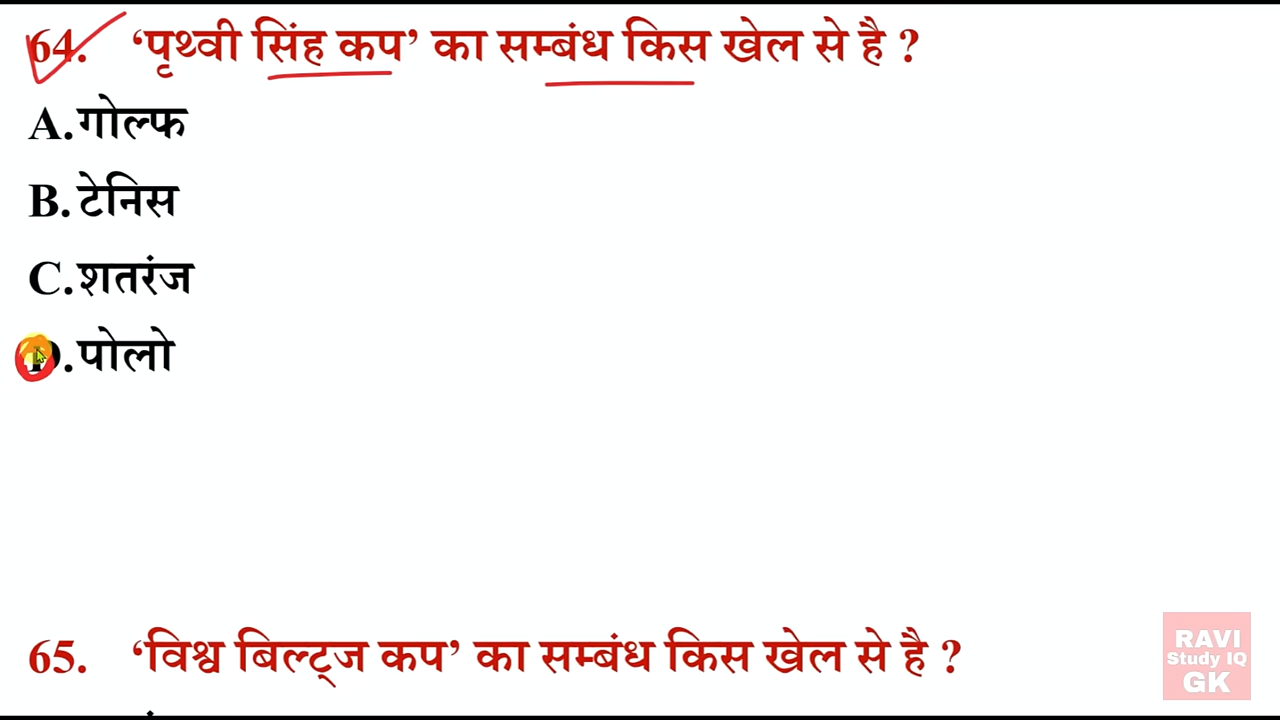 64. ‘पृथ्वी सिंह कप’ का सम्बंध किस खेल से है ?
A. गोल्फ
B. टेनिस
C. शतरंज
D. पोलो
65. ‘विश्व बिल्ट्ज कप’ का सम्बंध किस खेल से है ?
RAVI
Study IQ
GK